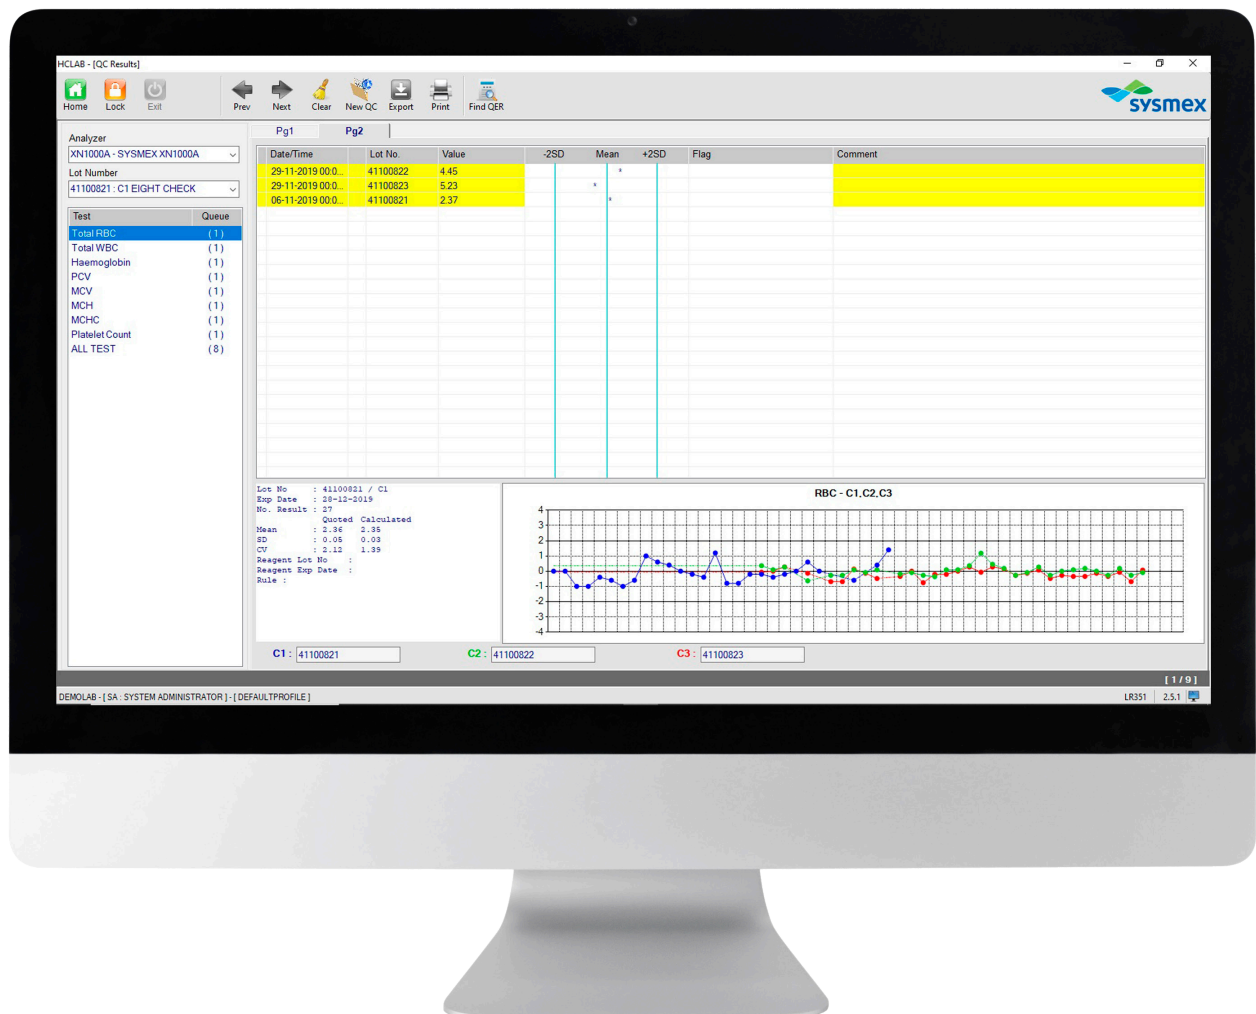 HCLAB - [QC Results]
Home Lock Exit Prev Next Clear New QC Export Print Find QER
sysmex
Analyzer
XN1000A - SYSMEX XN1000A
Lot Number
41100821 : C1 EIGHT CHECK
Test Queue
Total RBC ( 1 )
Total WBC ( 1 )
Haemoglobin ( 1 )
PCV ( 1 )
MCV ( 1 )
MCH ( 1 )
MCHC ( 1 )
Platelet Count ( 1 )
ALL TEST ( 8 )
Pg1 Pg2
Date/Time Lot No. Value -2SD Mean +2SD Flag Comment
29-11-2019 00:0... 41100822 4.45
29-11-2019 00:0... 41100823 5.23
06-11-2019 00:0... 41100821 2.37
Lot No : 41100821 / C1
Exp Date : 28-12-2019
No. Result : 27
Quoted Calculated
Mean : 2.36 2.35
SD : 0.05 0.03
CV : 2.12 1.39
Reagent Lot No :
Reagent Exp Date :
Rule :
RBC - C1,C2,C3
4
3
2
1
0
-1
-2
-3
-4
C1 : 41100821 C2 : 41100822 C3 : 41100823
[ 1 / 9 ]
DEMOLAB - [ SA : SYSTEM ADMINISTRATOR ] - [ DEFAULTPROFILE ] LR351 2.5.1